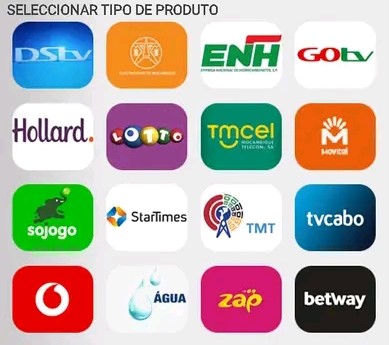 SELECCIONAR TIPO DE PRODUTO
DStv
ELECTRICIDADE DE MOÇAMBIQUE
ENH
EMPRESA NACIONAL DE HIDROCARBONETOS, E.P.
GOtv
Hollard.
LOTTO
Tmcel
MOÇAMBIQUE
TELECOM, SA
Movitel
sojogo
StarTimes
TMT
tvcabo
ÁGUA
zap
betway